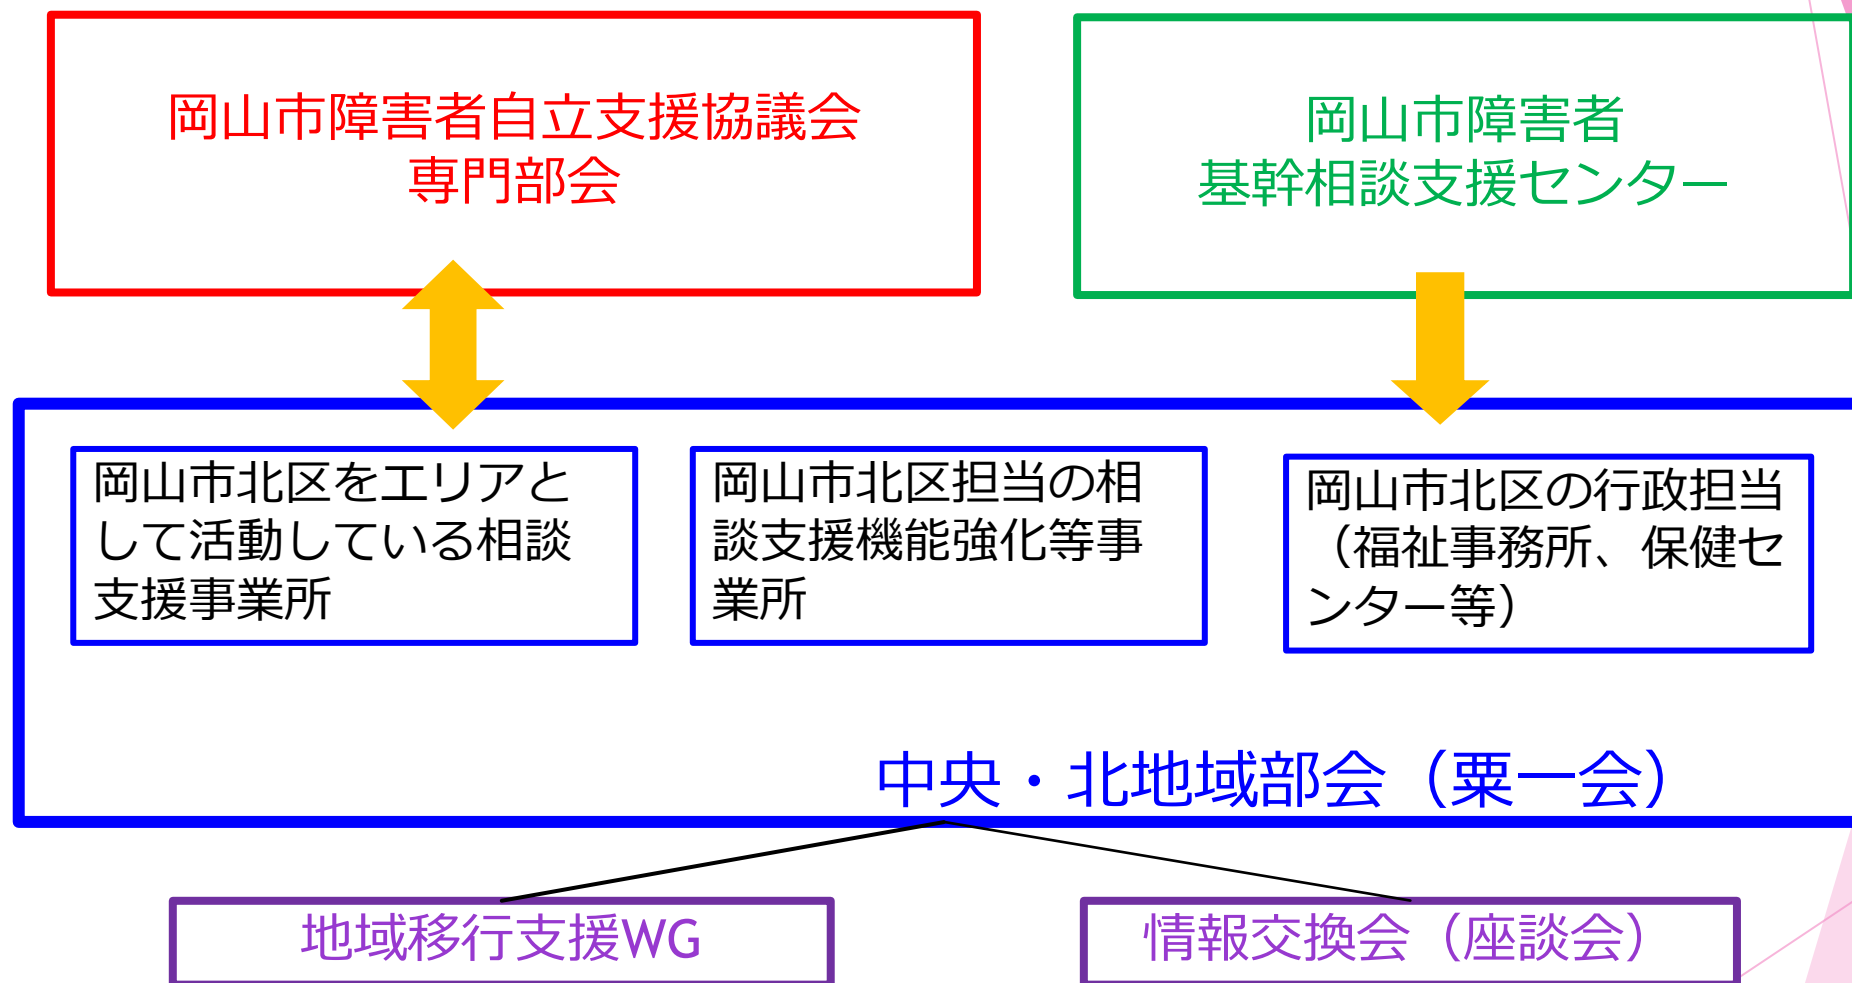 岡山市障害者自立支援協議会
専門部会
岡山市障害者
基幹相談支援センター
岡山市北区をエリアと
して活動している相談
支援事業所
岡山市北区担当の相
談支援機能強化等事
業所
岡山市北区の行政担当
（福祉事務所、保健セ
ンター等）
中央・北地域部会（粟一会）
地域移行支援WG
情報交換会（座談会）